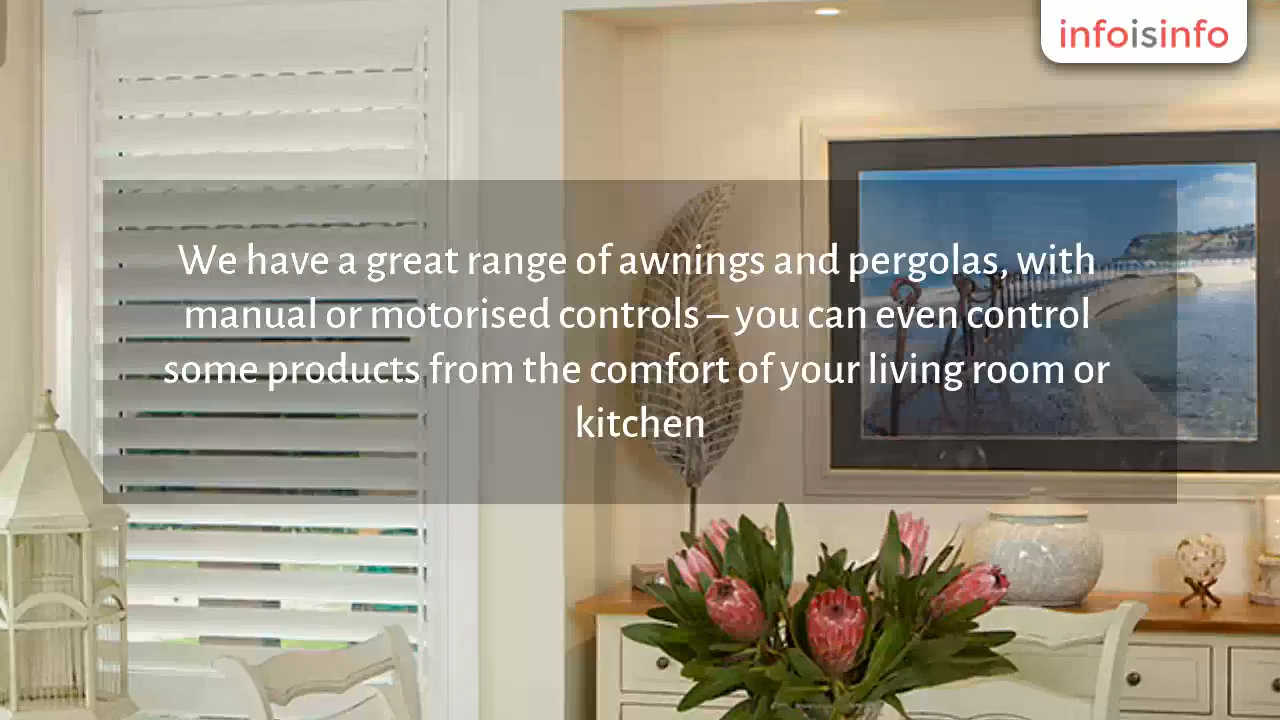 infoisinfo
We have a great range of awnings and pergolas, with
manual or motorised controls – you can even control
some products from the comfort of your living room or
kitchen